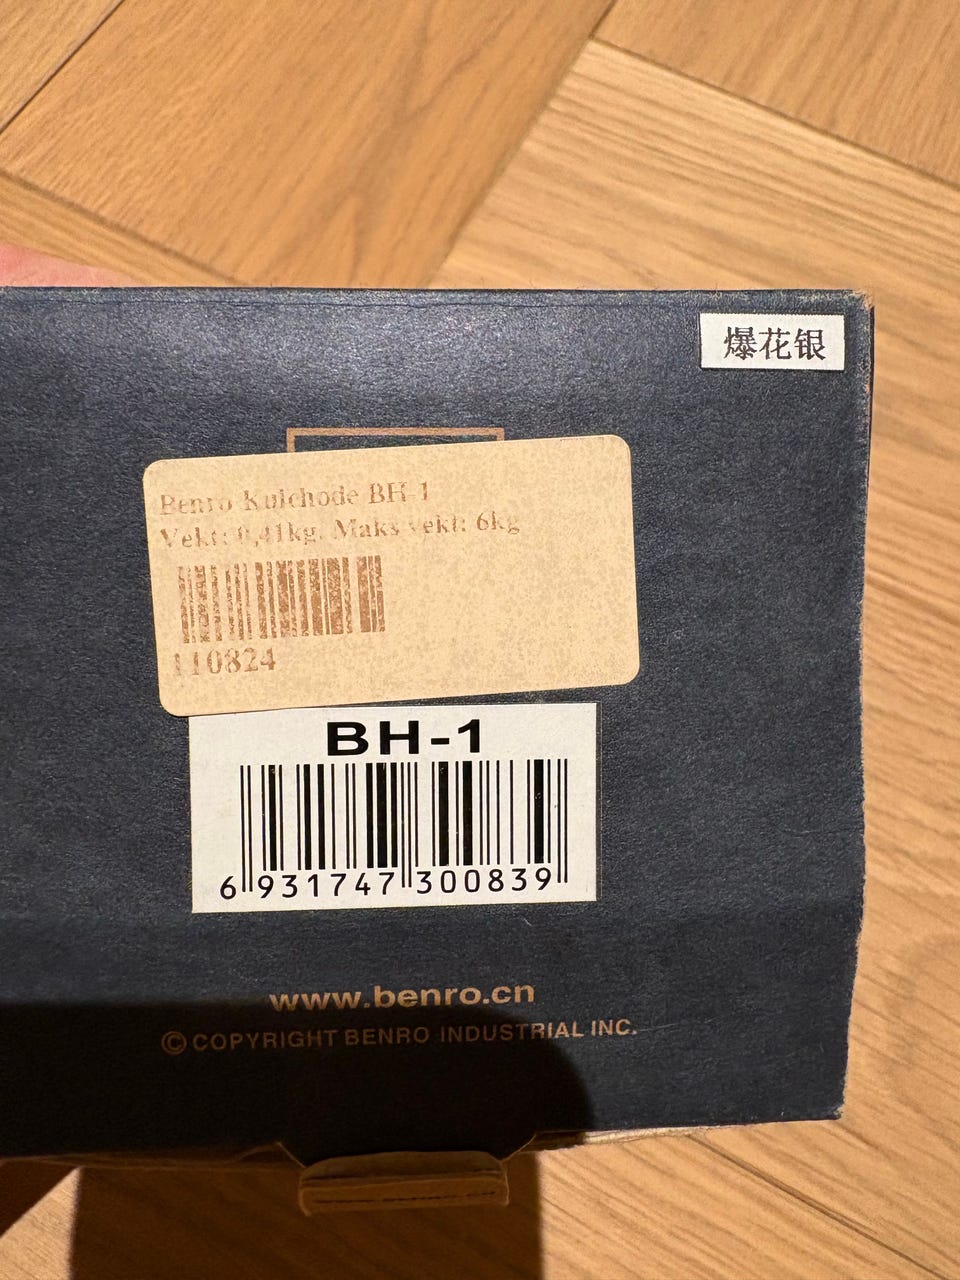 爆花银
Benro Kulehode BH-1
Vekt: 0,41kg. Maks vekt: 6kg
110824
BH-1
6 931747 300839
www.benro.cn
© COPYRIGHT BENRO INDUSTRIAL INC.